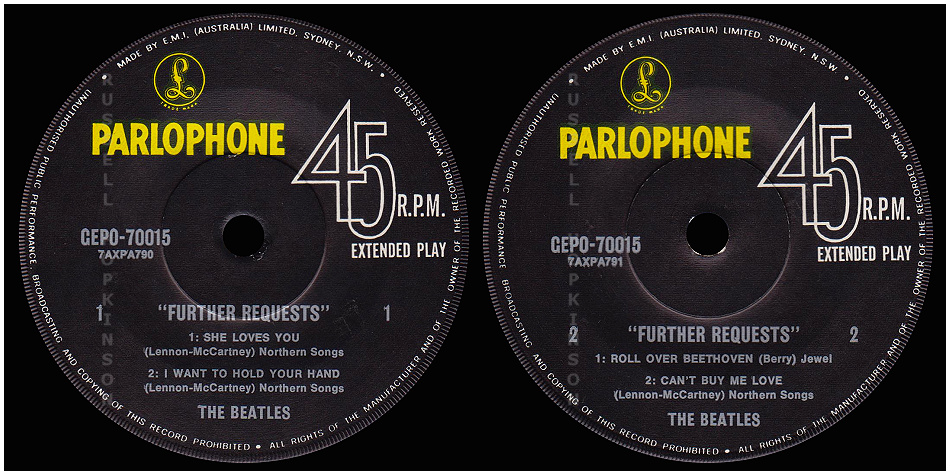 MADE BY E.M.I. (AUSTRALIA) LIMITED, SYDNEY, N.S.W. •
UNAUTHORISED PUBLIC PERFORMANCE, BROADCASTING AND COPYING OF THIS RECORD PROHIBITED • ALL RIGHTS OF THE MANUFACTURER AND OF THE OWNER OF THE RECORDED WORK RESERVED •
£
TRADE MARK
PARLOPHONE
45
R.P.M.
EXTENDED PLAY
GEPO-70015
7AXPA790
1 "FURTHER REQUESTS" 1
1: SHE LOVES YOU
(Lennon-McCartney) Northern Songs
2: I WANT TO HOLD YOUR HAND
(Lennon-McCartney) Northern Songs
THE BEATLES
RUSSELL HOPKINSON
MADE BY E.M.I. (AUSTRALIA) LIMITED, SYDNEY, N.S.W. •
UNAUTHORISED PUBLIC PERFORMANCE, BROADCASTING AND COPYING OF THIS RECORD PROHIBITED • ALL RIGHTS OF THE MANUFACTURER AND OF THE OWNER OF THE RECORDED WORK RESERVED •
£
TRADE MARK
PARLOPHONE
45
R.P.M.
EXTENDED PLAY
GEPO-70015
7AXPA791
2 "FURTHER REQUESTS" 2
1: ROLL OVER BEETHOVEN (Berry) Jewel
2: CAN'T BUY ME LOVE
(Lennon-McCartney) Northern Songs
THE BEATLES
RUSSELL HOPKINSON